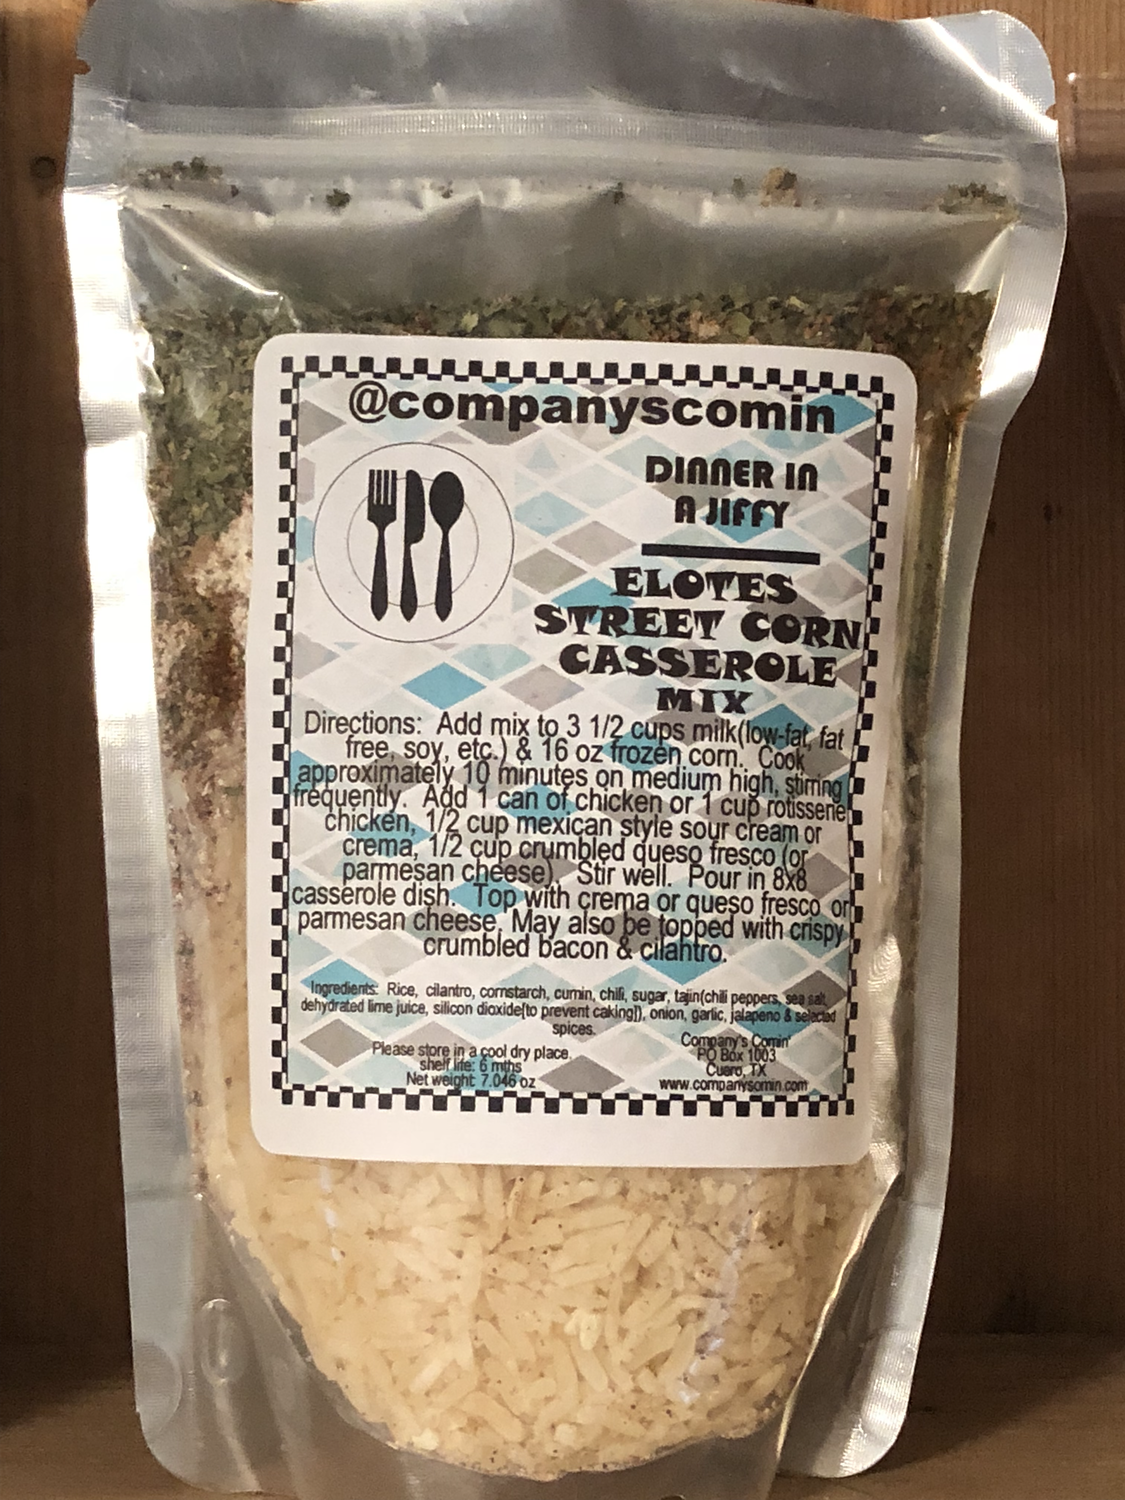 @companyscomin
DINNER IN
A JIFFY
ELOTES
STREET CORN
CASSEROLE
MIX
Directions: Add mix to 3 1/2 cups milk(low-fat, fat
free, soy, etc.) & 16 oz frozen corn. Cook
approximately 10 minutes on medium high, stirring
frequently. Add 1 can of chicken or 1 cup rotisserie
chicken, 1/2 cup mexican style sour cream or
crema, 1/2 cup crumbled queso fresco (or
parmesan cheese). Stir well. Pour in 8x8
casserole dish. Top with crema or queso fresco or
parmesan cheese. May also be topped with crispy
crumbled bacon & cilantro.
Ingredients: Rice, cilantro, cornstarch, cumin, chili, sugar, tajin(chili peppers, sea salt,
dehydrated lime juice, silicon dioxide[to prevent caking]), onion, garlic, jalapeno & selected
spices.
Please store in a cool dry place.
shelf life: 6 mths
Net weight: 7.046 oz
Company's Comin'
PO Box 1003
Cuero, TX
www.companysomin.com